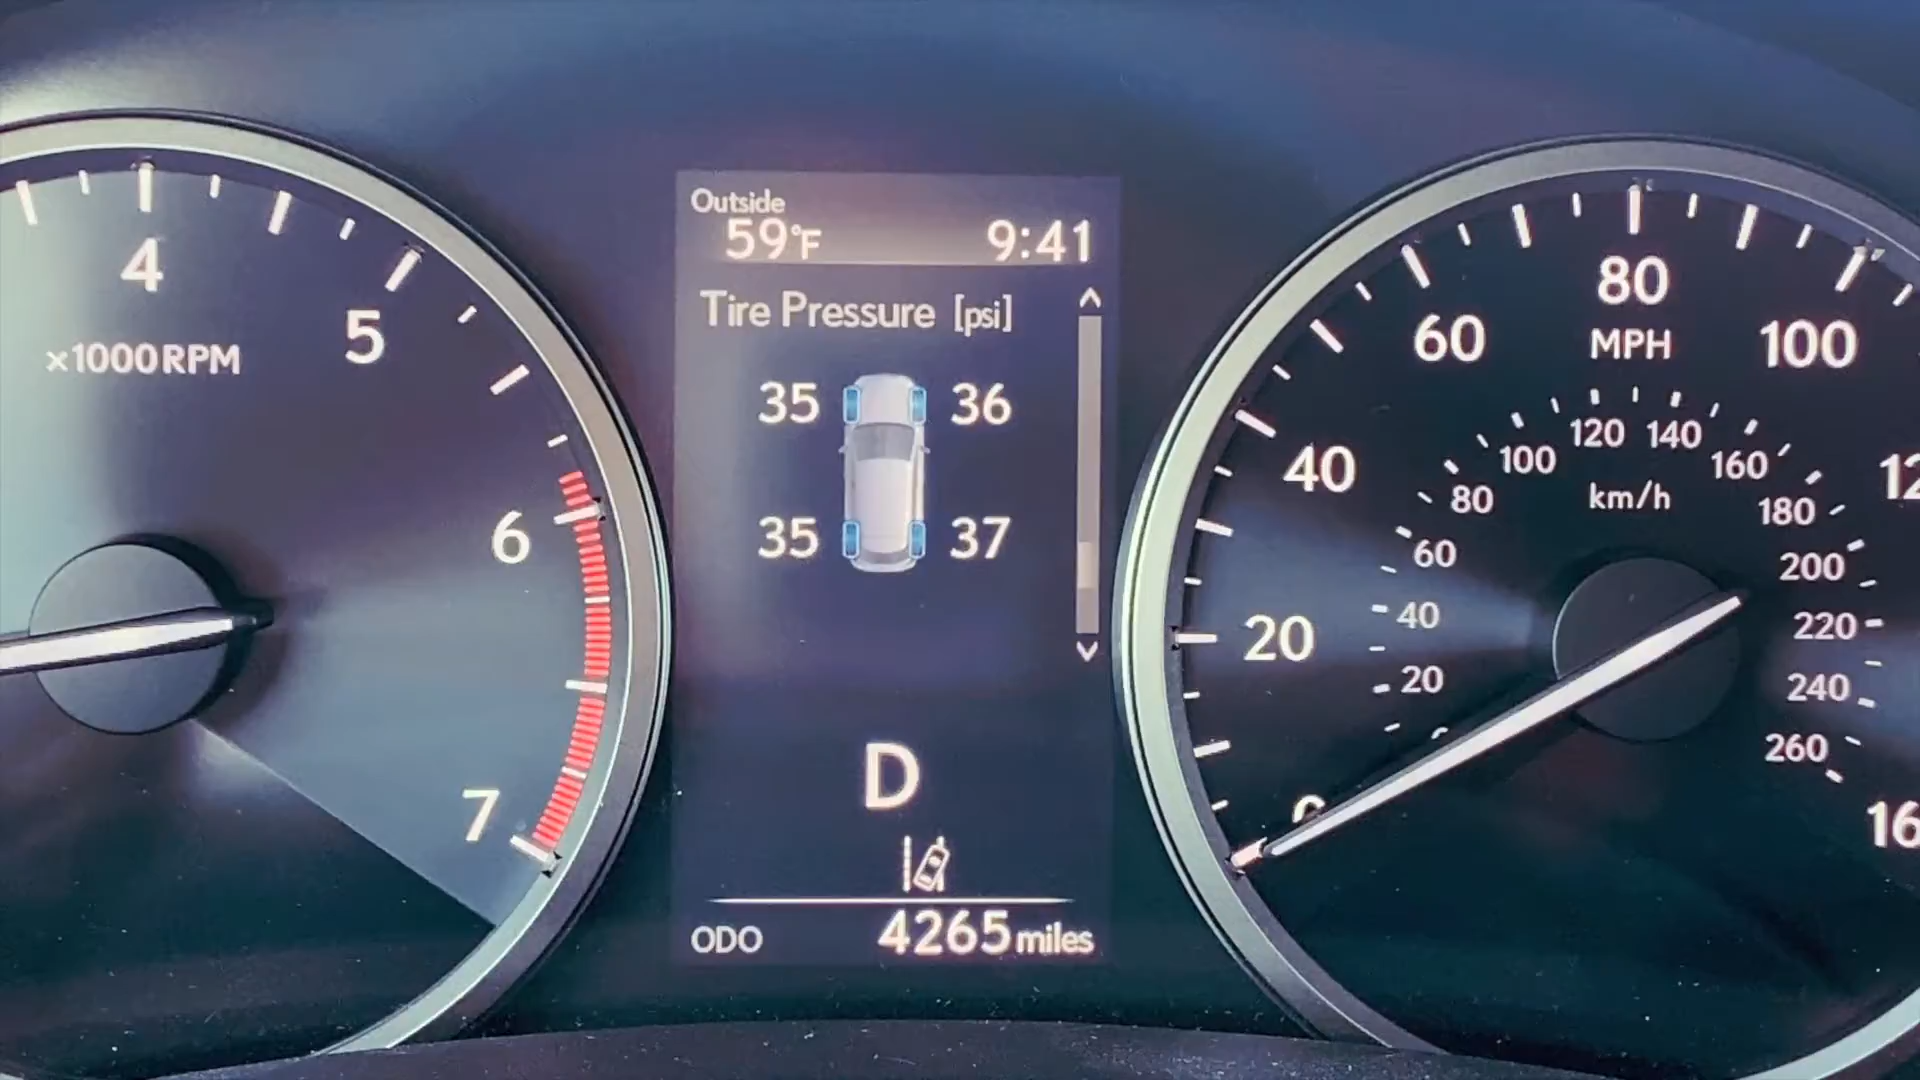 4
5
×1000RPM
6
7
Outside
59°F 9:41
Tire Pressure [psi]
35 36
35 37
D
ODO 4265 miles
80
60 MPH 100
40
120 140
100 160
80 km/h 180
60 200
20 40 220
20 240
260
0